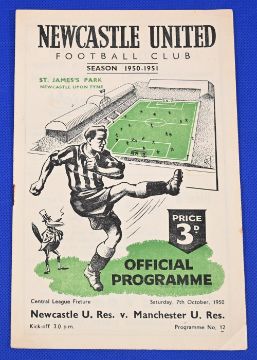 NEWCASTLE UNITED
FOOTBALL CLUB
SEASON 1950-1951
ST. JAMES'S PARK
NEWCASTLE UPON TYNE
PRICE
3D
OFFICIAL
PROGRAMME
Central League Fixture
Saturday, 7th October, 1950
Newcastle U. Res. v. Manchester U. Res.
Kick-off 3.0 p.m.
Programme No. 12